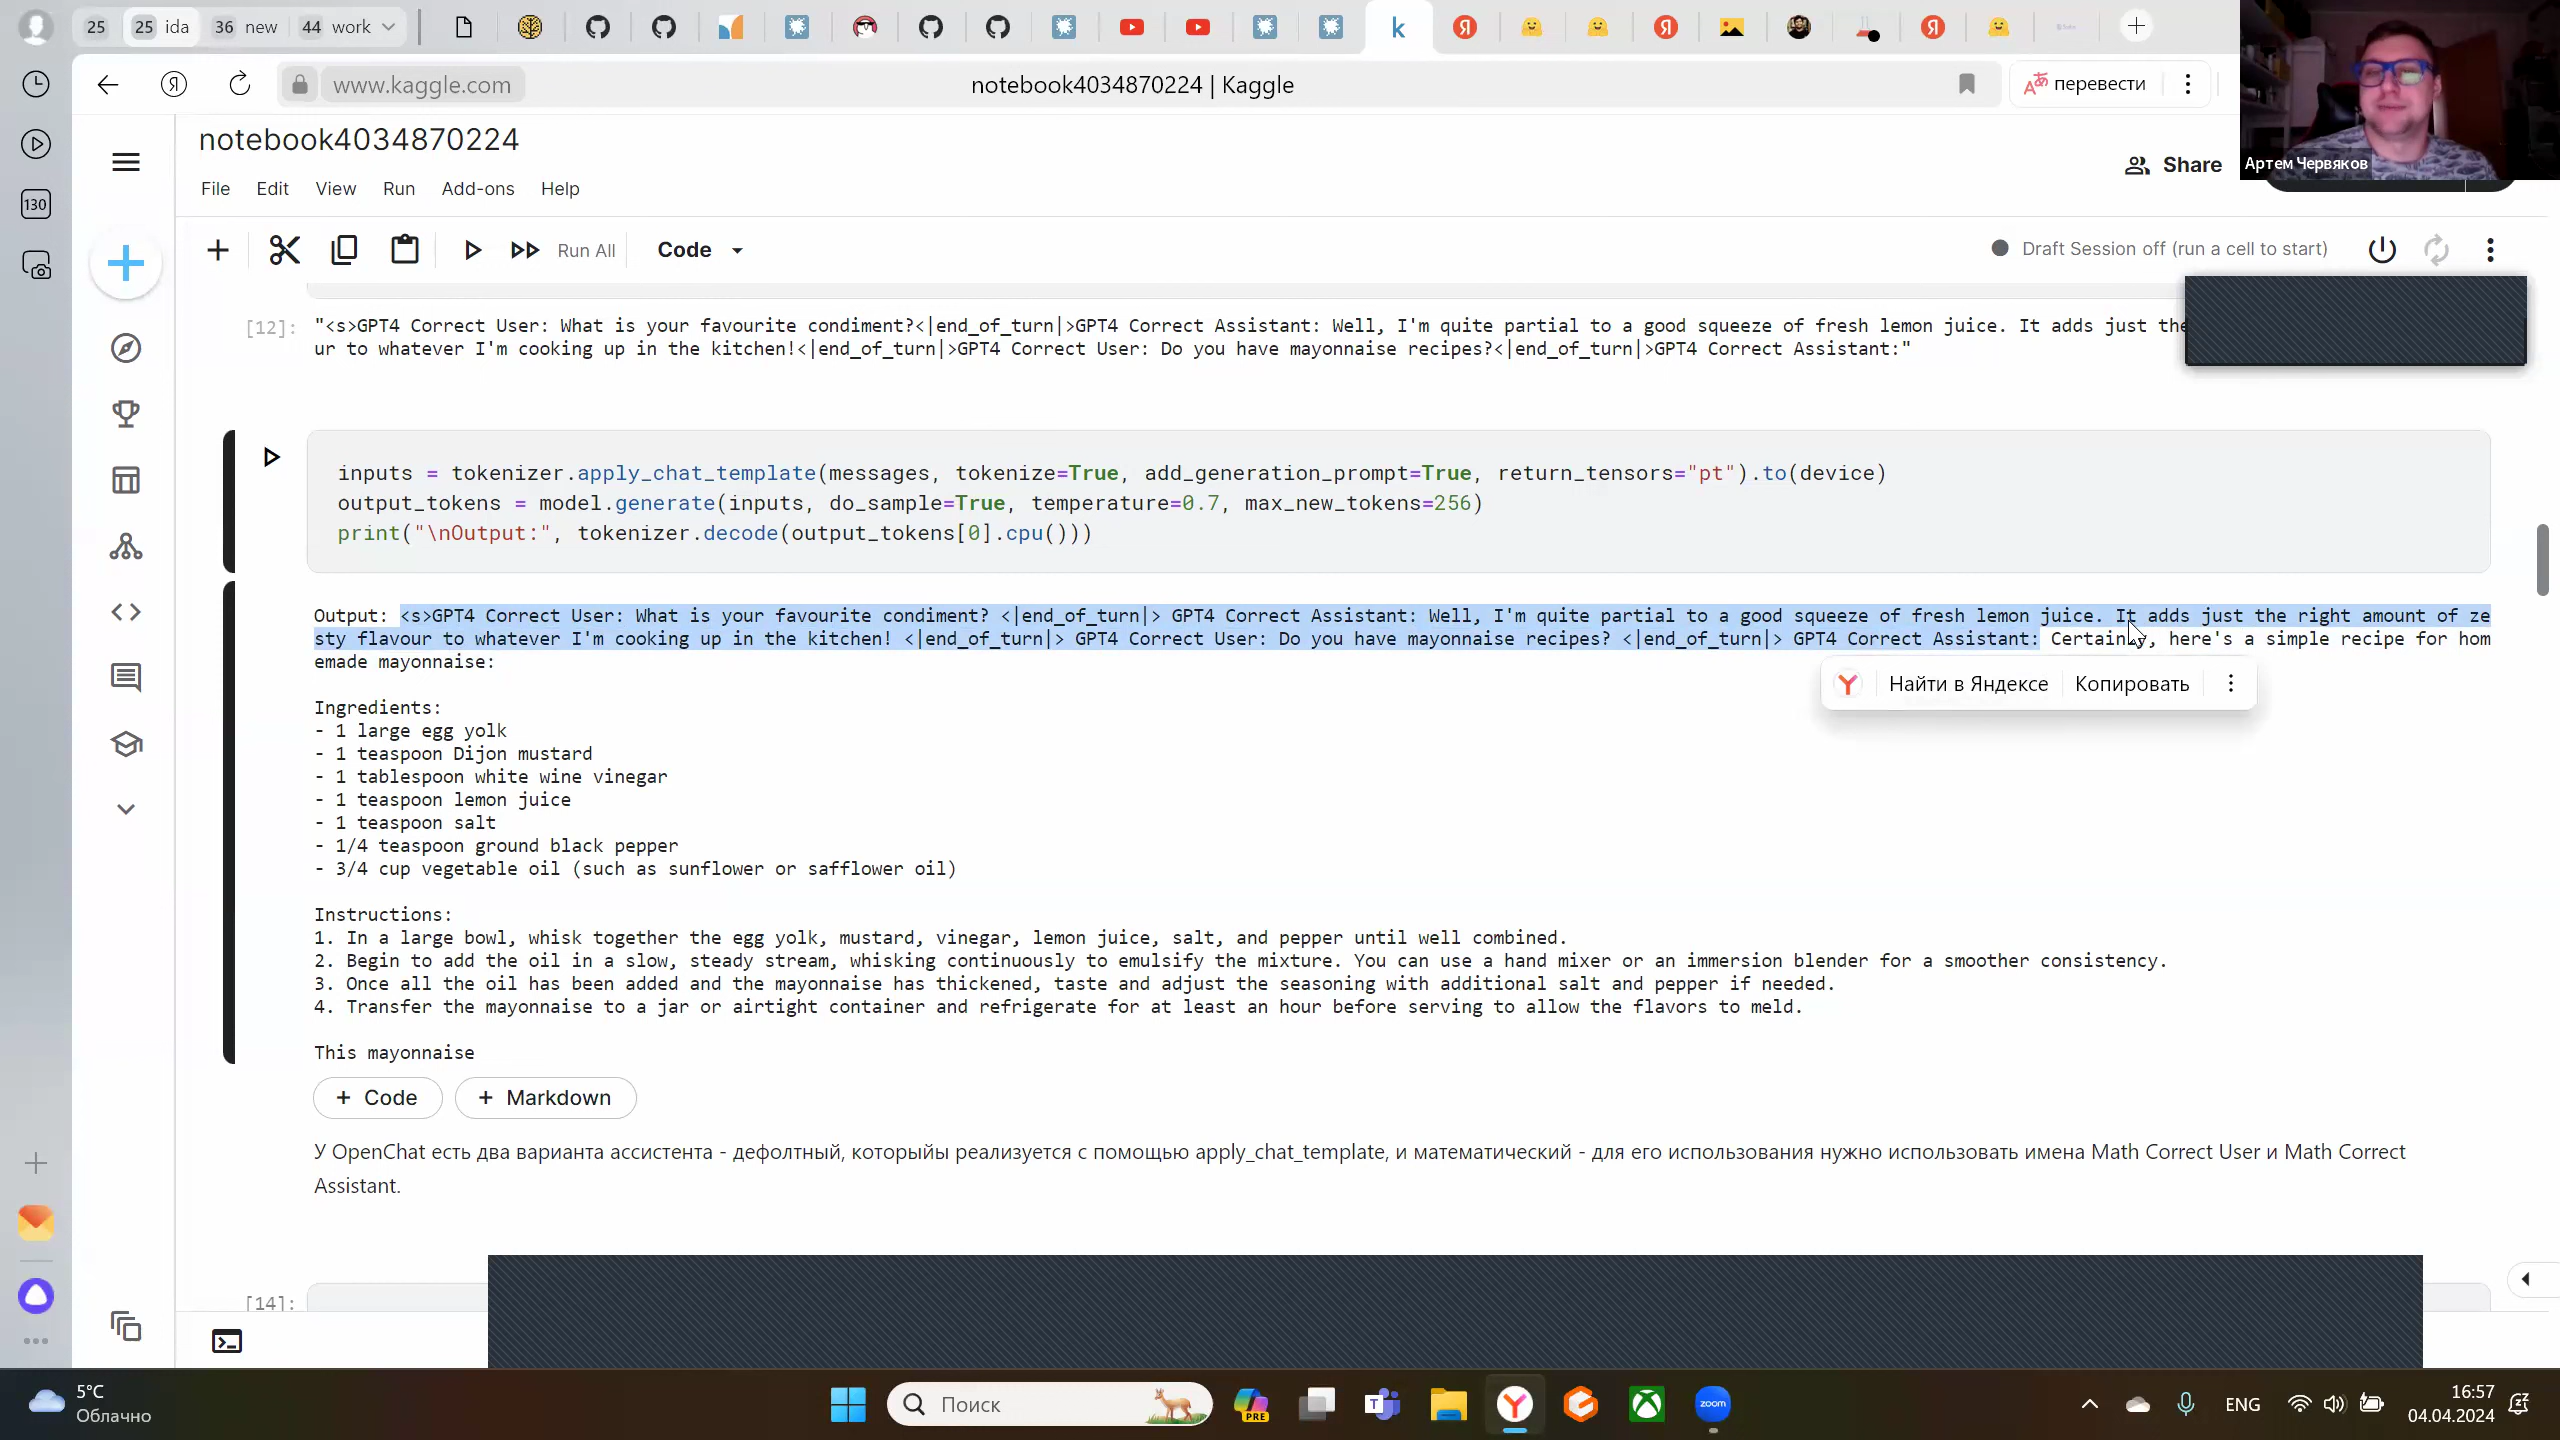 25 25 ida 36 new 44 work
www.kaggle.com notebook4034870224 | Kaggle перевести
Артем Червяков
notebook4034870224
Share
File Edit View Run Add-ons Help
130
Run All Code Draft Session off (run a cell to start)
[12]: "<s>GPT4 Correct User: What is your favourite condiment?<|end_of_turn|>GPT4 Correct Assistant: Well, I'm quite partial to a good squeeze of fresh lemon juice. It adds just the
ur to whatever I'm cooking up in the kitchen!<|end_of_turn|>GPT4 Correct User: Do you have mayonnaise recipes?<|end_of_turn|>GPT4 Correct Assistant:"
inputs = tokenizer.apply_chat_template(messages, tokenize=True, add_generation_prompt=True, return_tensors="pt").to(device)
output_tokens = model.generate(inputs, do_sample=True, temperature=0.7, max_new_tokens=256)
print("\nOutput:", tokenizer.decode(output_tokens[0].cpu()))
Output: <s>GPT4 Correct User: What is your favourite condiment? <|end_of_turn|> GPT4 Correct Assistant: Well, I'm quite partial to a good squeeze of fresh lemon juice. It adds just the right amount of ze
sty flavour to whatever I'm cooking up in the kitchen! <|end_of_turn|> GPT4 Correct User: Do you have mayonnaise recipes? <|end_of_turn|> GPT4 Correct Assistant: Certainly, here's a simple recipe for hom
emade mayonnaise:
Найти в Яндексе Копировать
Ingredients:
- 1 large egg yolk
- 1 teaspoon Dijon mustard
- 1 tablespoon white wine vinegar
- 1 teaspoon lemon juice
- 1 teaspoon salt
- 1/4 teaspoon ground black pepper
- 3/4 cup vegetable oil (such as sunflower or safflower oil)
Instructions:
1. In a large bowl, whisk together the egg yolk, mustard, vinegar, lemon juice, salt, and pepper until well combined.
2. Begin to add the oil in a slow, steady stream, whisking continuously to emulsify the mixture. You can use a hand mixer or an immersion blender for a smoother consistency.
3. Once all the oil has been added and the mayonnaise has thickened, taste and adjust the seasoning with additional salt and pepper if needed.
4. Transfer the mayonnaise to a jar or airtight container and refrigerate for at least an hour before serving to allow the flavors to meld.
This mayonnaise
+ Code + Markdown
У OpenChat есть два варианта ассистента - дефолтный, которыйы реализуется с помощью apply_chat_template, и математический - для его использования нужно использовать имена Math Correct User и Math Correct
Assistant.
[14]:
5°C
Облачно
Поиск
PRE
zoom
ENG
16:57
04.04.2024